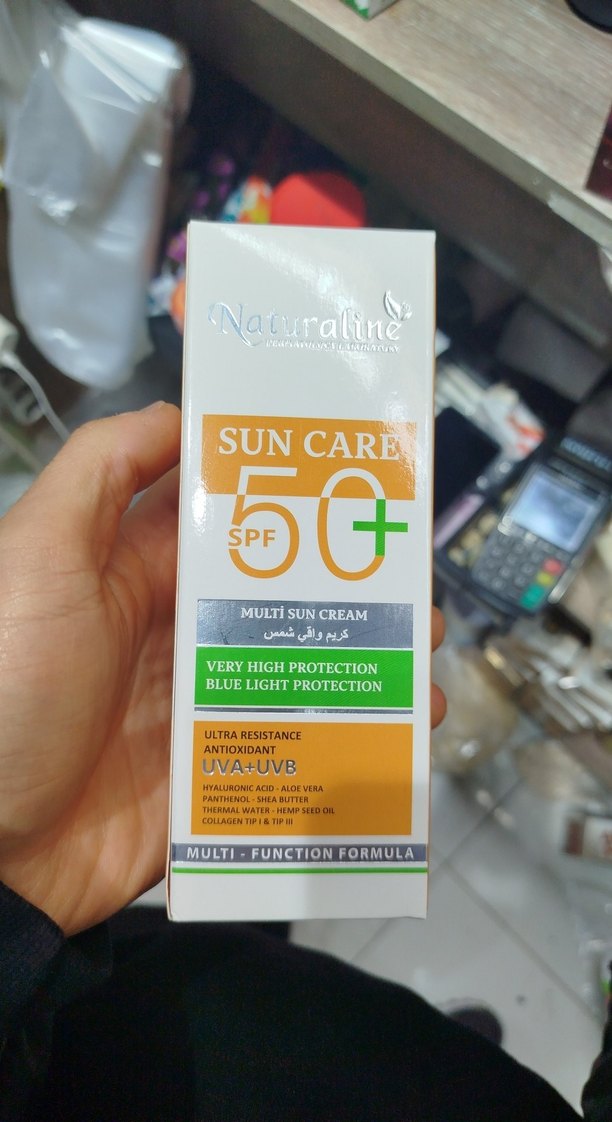 Naturaline
SUN CARE
SPF 50+
MULTİ SUN CREAM
كريم واقي شمس
VERY HIGH PROTECTION
BLUE LIGHT PROTECTION
ULTRA RESISTANCE
ANTIOXIDANT
UVA+UVB
HYALURONIC ACID - ALOE VERA
PANTHENOL - SHEA BUTTER
THERMAL WATER - HEMP SEED OIL
COLLAGEN TIP I & TIP III
MULTI - FUNCTION FORMULA